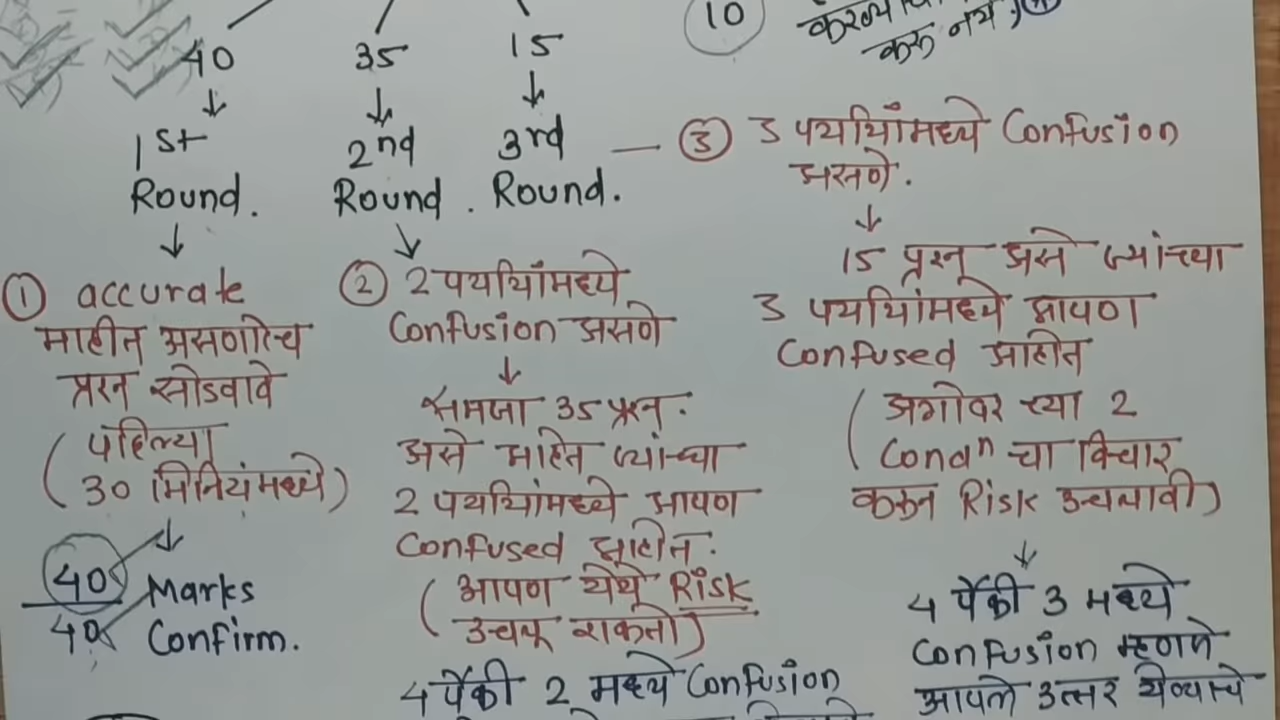 40
35
15
10
करू नये,
1st Round.
2nd Round.
3rd Round.
① accurate
माहीत असणारेच
प्रश्न सोडवावे
(पहिल्या
30 मिनिटांमध्ये)
40/40 Marks
Confirm.
② 2 पर्यायांमध्ये
Confusion असणे
समजा 35 प्रश्न.
असे आहेत ज्यांच्या
2 पर्यायांमध्ये आपण
Confused आहोत.
(आपण येथे Risk
उचलू शकतो)
4 पैकी 2 मध्ये Confusion
③ 3 पर्यायांमध्ये Confusion
असणे.
15 प्रश्न असे ज्यांच्या
3 पर्यायांमध्ये आपण
Confused आहोत
(अगोदर च्या 2
Condn चा विचार
करून Risk उचलावी)
4 पैकी 3 मध्ये
Confusion म्हणजे
आपले उत्तर येण्याचे